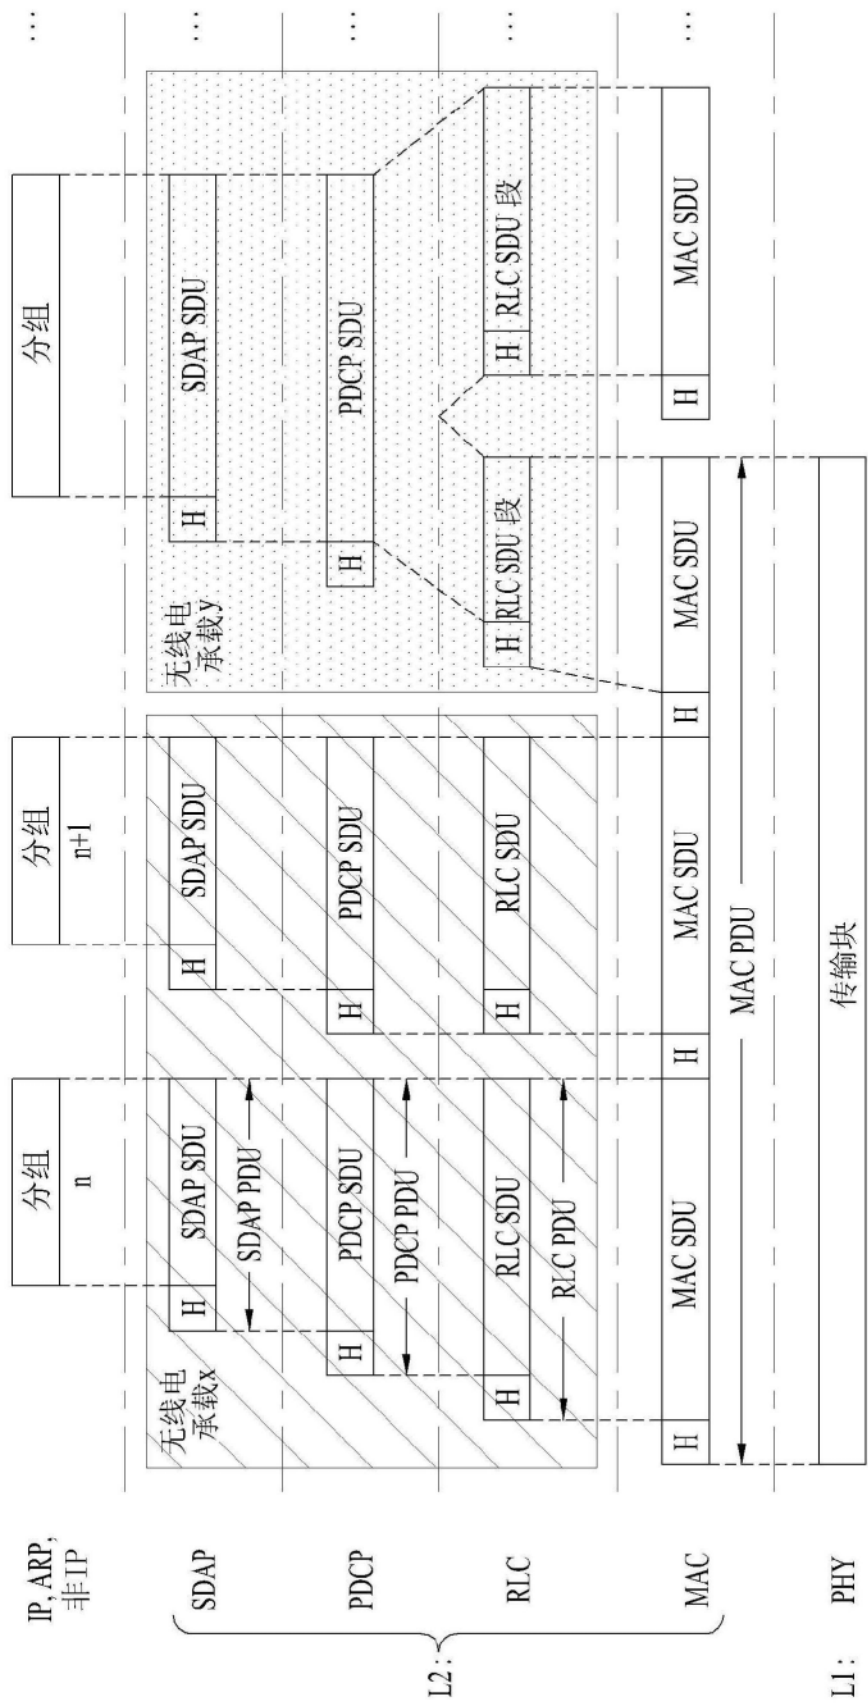 IP, ARP,
非IP
分组
n
分组
n+1
分组
...
L2:
SDAP
无线电
承载x
H
SDAP SDU
SDAP PDU
H
SDAP SDU
无线电
承载y
H
SDAP SDU
...
PDCP
H
PDCP SDU
PDCP PDU
H
PDCP SDU
H
PDCP SDU
...
RLC
H
RLC SDU
RLC PDU
H
RLC SDU
H
RLC SDU 段
H
RLC SDU 段
...
MAC
H
MAC SDU
H
MAC SDU
H
MAC SDU
H
MAC SDU
...
MAC PDU
L1:
PHY
传输块